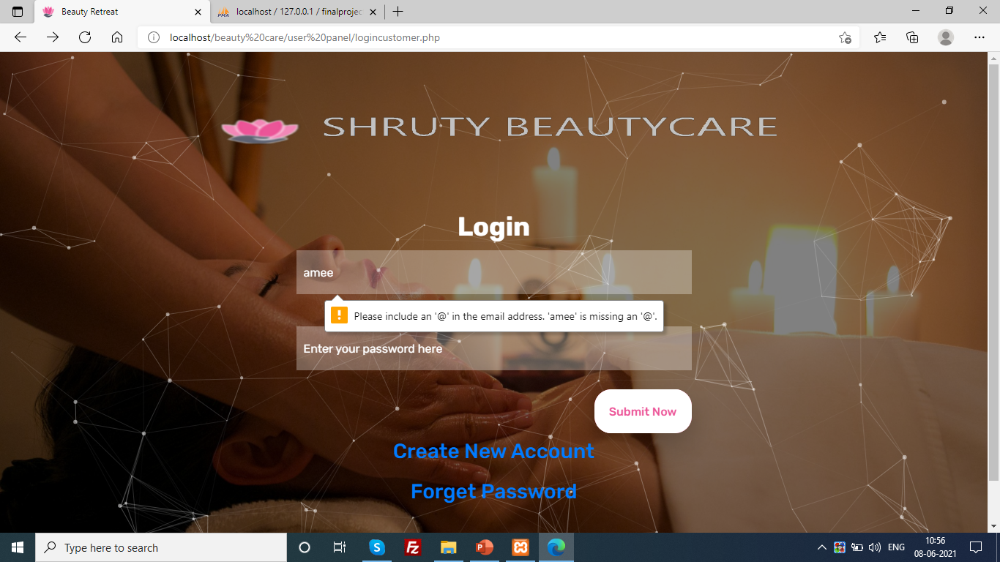 Beauty Retreat
localhost / 127.0.0.1 / finalprojec
localhost/beauty%20care/user%20panel/logincustomer.php
SHRUTY BEAUTYCARE
Login
amee
Please include an '@' in the email address. 'amee' is missing an '@'.
Enter your password here
Submit Now
Create New Account
Forget Password
Type here to search
ENG
10:56
08-06-2021